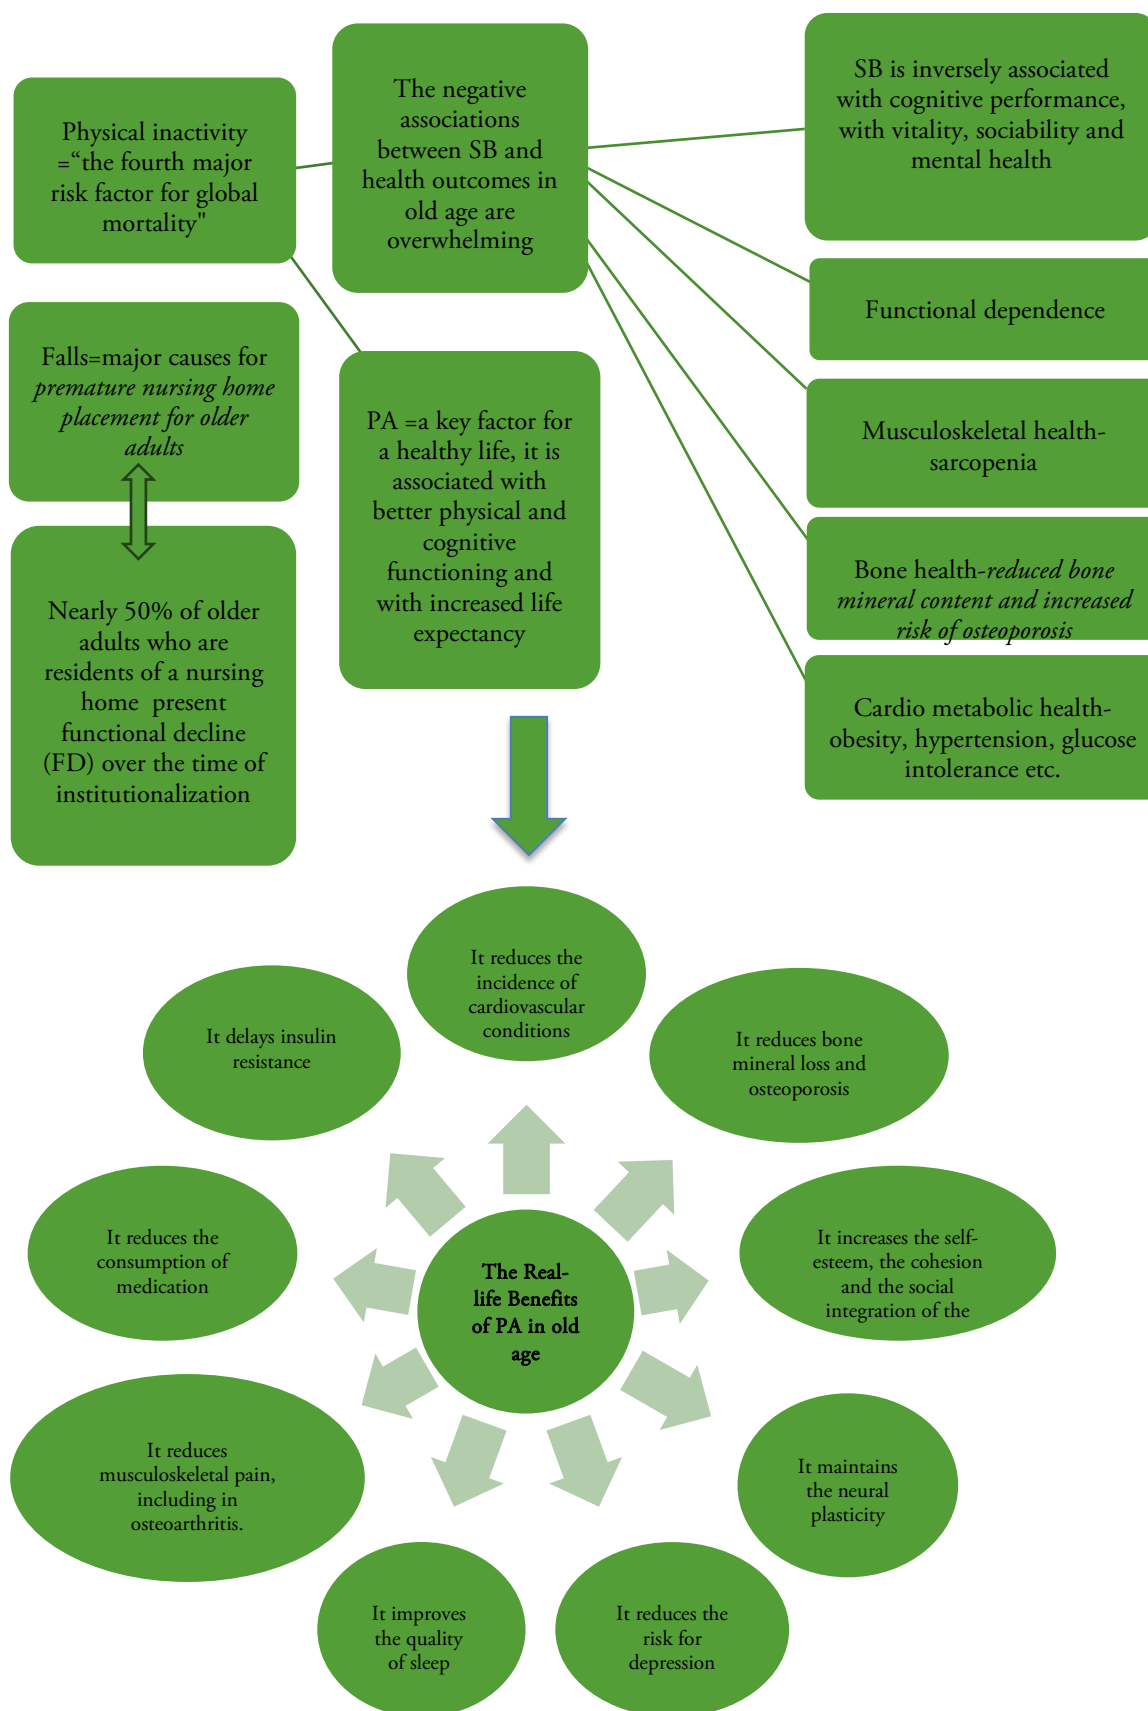 Physical inactivity
="the fourth major
risk factor for global
mortality"
The negative
associations
between SB and
health outcomes in
old age are
overwhelming
SB is inversely associated
with cognitive performance,
with vitality, sociability and
mental health
Functional dependence
Musculoskeletal health-
sarcopenia
Bone health-reduced bone
mineral content and increased
risk of osteoporosis
Cardio metabolic health-
obesity, hypertension, glucose
intolerance etc.
Falls=major causes for
premature nursing home
placement for older
adults
Nearly 50% of older
adults who are
residents of a nursing
home  present
functional decline
(FD) over the time of
institutionalization
PA =a key factor for
a healthy life, it is
associated with
better physical and
cognitive
functioning and
with increased life
expectancy
The Real-
life Benefits
of PA in old
age
It reduces the
incidence of
cardiovascular
conditions
It reduces bone
mineral loss and
osteoporosis
It increases the self-
esteem, the cohesion
and the social
integration of the
It maintains
the neural
plasticity
It reduces the
risk for
depression
It improves
the quality
of sleep
It reduces
musculoskeletal pain,
including in
osteoarthritis.
It reduces the
consumption of
medication
It delays insulin
resistance